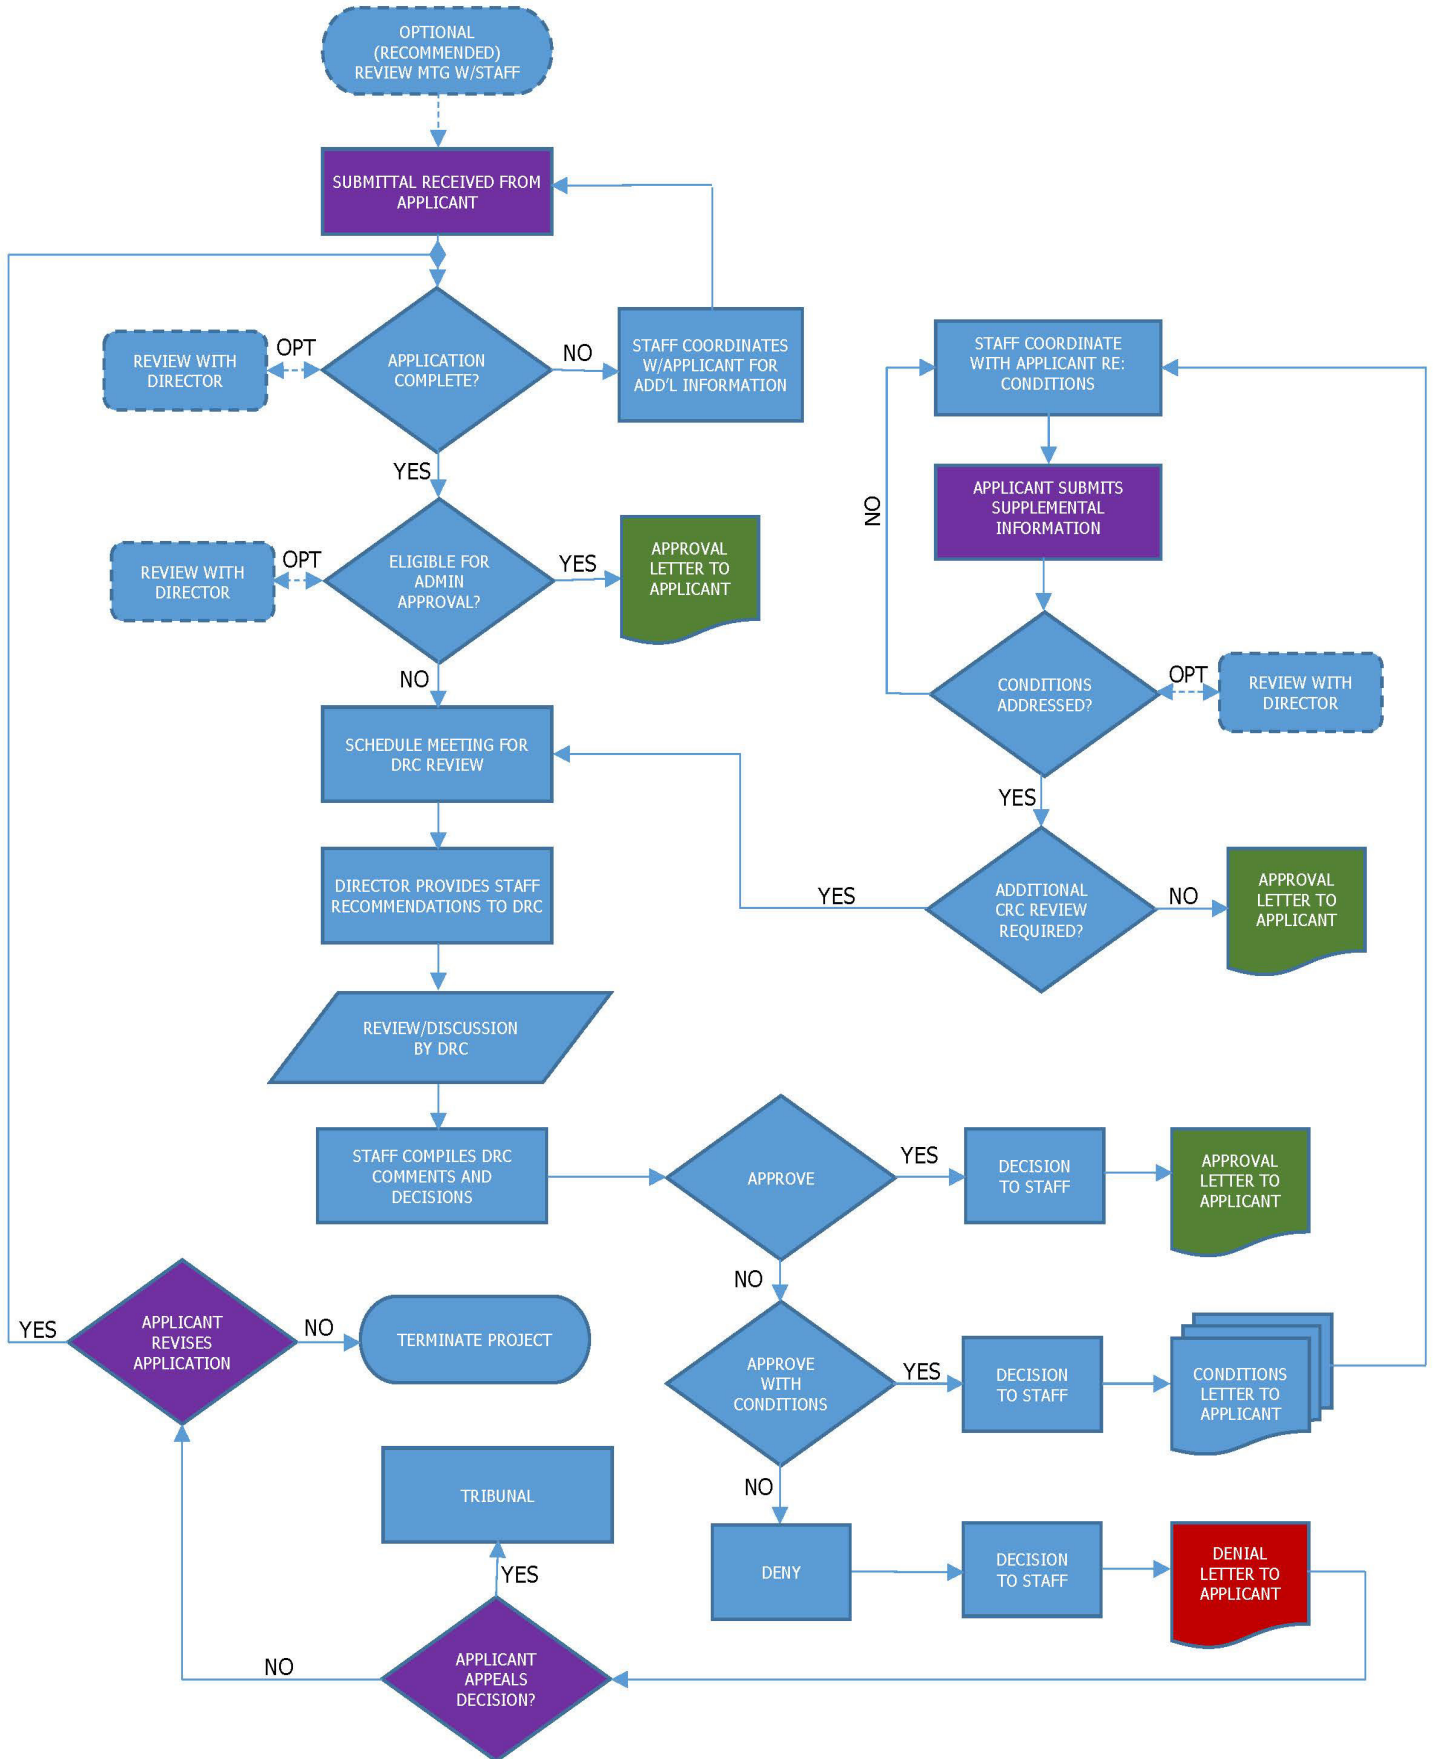 OPTIONAL
(RECOMMENDED)
REVIEW MTG W/STAFF
SUBMITTAL RECEIVED FROM
APPLICANT
REVIEW WITH
DIRECTOR
OPT
APPLICATION
COMPLETE?
NO
STAFF COORDINATES
W/APPLICANT FOR
ADD'L INFORMATION
YES
REVIEW WITH
DIRECTOR
OPT
ELIGIBLE FOR
ADMIN
APPROVAL?
YES
APPROVAL
LETTER TO
APPLICANT
NO
SCHEDULE MEETING FOR
DRC REVIEW
DIRECTOR PROVIDES STAFF
RECOMMENDATIONS TO DRC
REVIEW/DISCUSSION
BY DRC
STAFF COMPILES DRC
COMMENTS AND
DECISIONS
STAFF COORDINATE
WITH APPLICANT RE:
CONDITIONS
APPLICANT SUBMITS
SUPPLEMENTAL
INFORMATION
NO
CONDITIONS
ADDRESSED?
OPT
REVIEW WITH
DIRECTOR
YES
YES
ADDITIONAL
CRC REVIEW
REQUIRED?
NO
APPROVAL
LETTER TO
APPLICANT
APPROVE
YES
DECISION
TO STAFF
APPROVAL
LETTER TO
APPLICANT
NO
APPROVE
WITH
CONDITIONS
YES
DECISION
TO STAFF
CONDITIONS
LETTER TO
APPLICANT
NO
DENY
DECISION
TO STAFF
DENIAL
LETTER TO
APPLICANT
YES
APPLICANT
REVISES
APPLICATION
NO
TERMINATE PROJECT
TRIBUNAL
YES
NO
APPLICANT
APPEALS
DECISION?